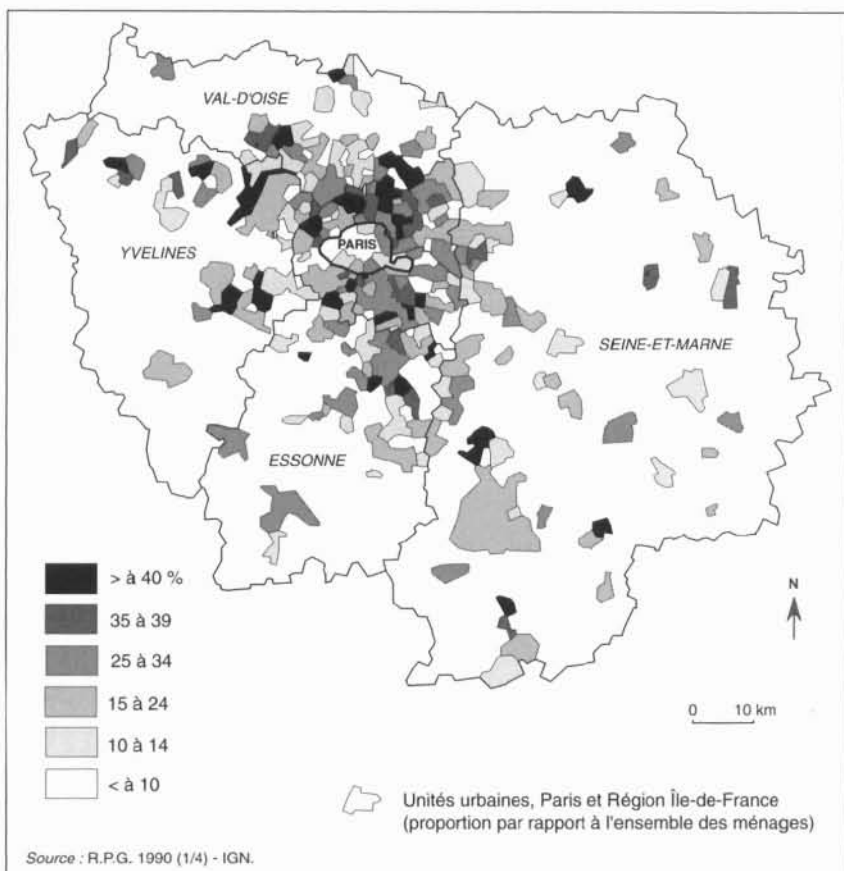 VAL-D'OISE
PARIS
YVELINES
SEINE-ET-MARNE
ESSONNE
> à 40 %
35 à 39
25 à 34
15 à 24
10 à 14
< à 10
N
0 10 km
Unités urbaines, Paris et Région Île-de-France
(proportion par rapport à l'ensemble des ménages)
Source : R.P.G. 1990 (1/4) - IGN.